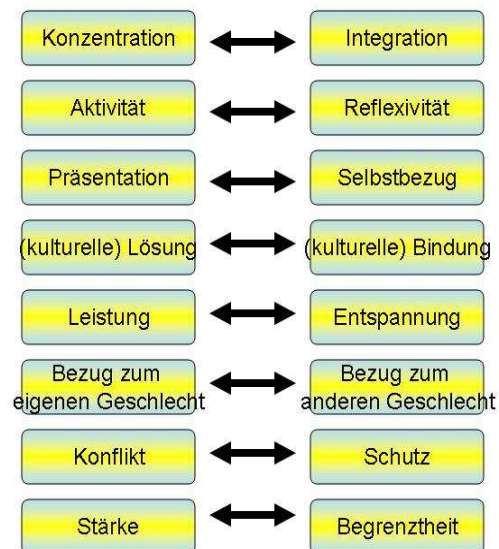 Konzentration Integration
Aktivität Reflexivität
Präsentation Selbstbezug
(kulturelle) Lösung (kulturelle) Bindung
Leistung Entspannung
Bezug zum
eigenen Geschlecht
Bezug zum
anderen Geschlecht
Konflikt Schutz
Stärke Begrenztheit